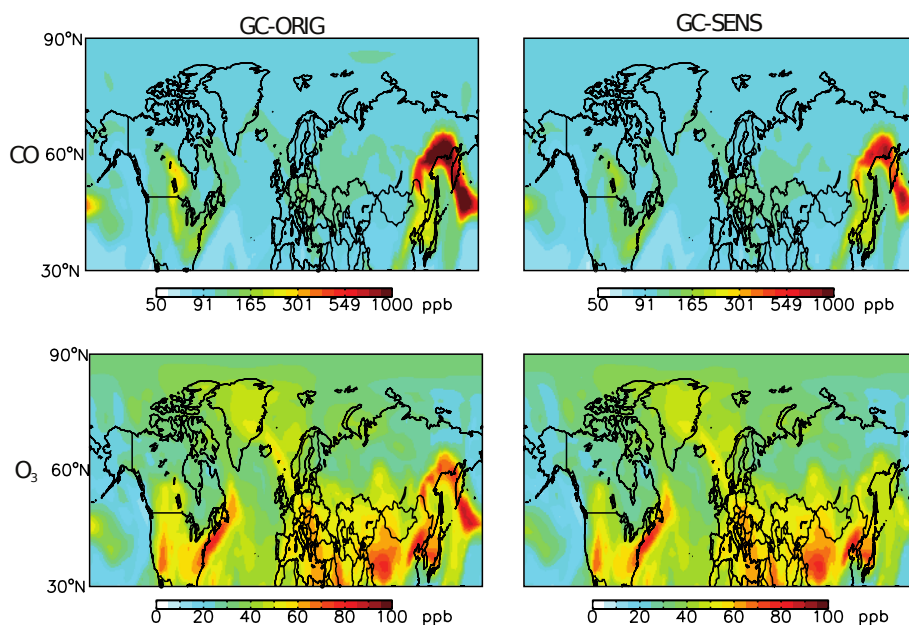 GC-ORIG GC-SENS
90°N
CO 60°N
30°N
50 91 165 301 549 1000 ppb 50 91 165 301 549 1000 ppb
90°N
O₃ 60°N
30°N
0 20 40 60 80 100 ppb 0 20 40 60 80 100 ppb